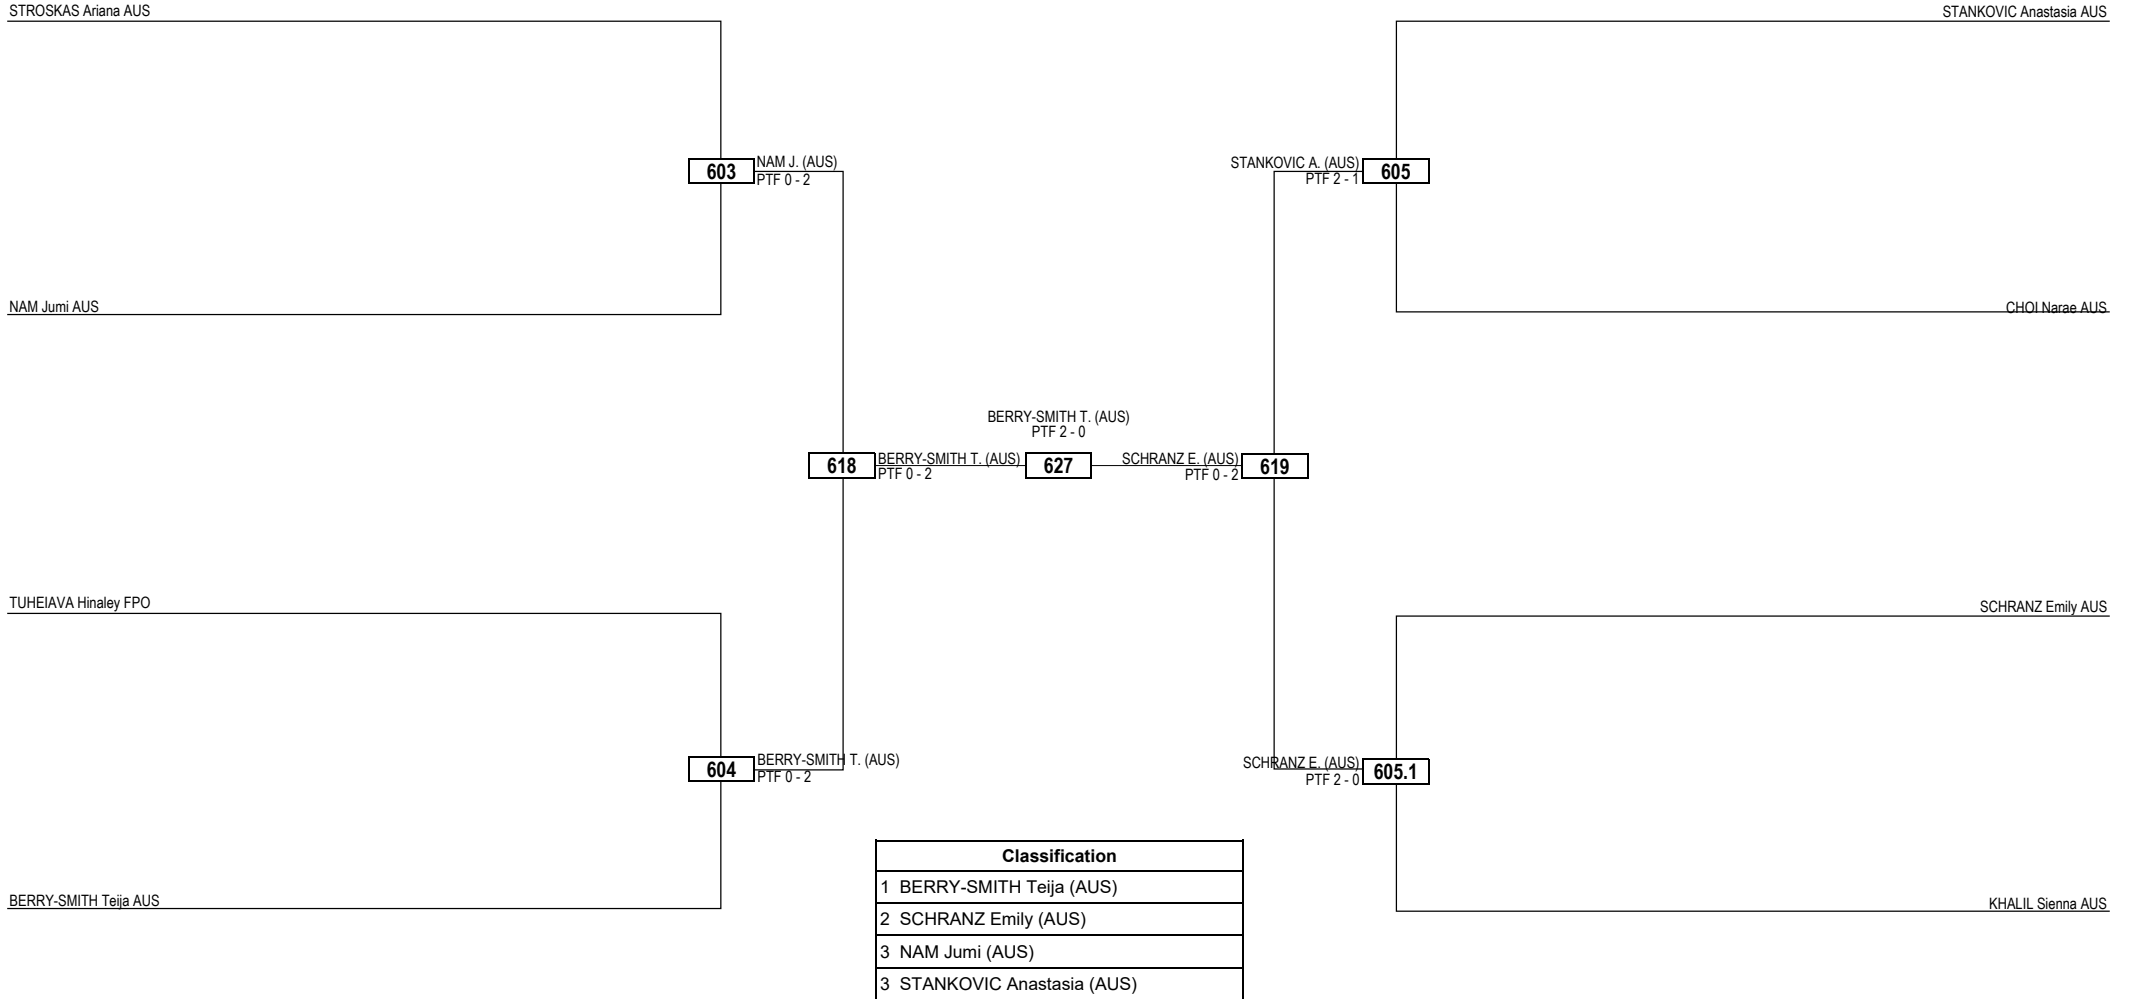 STROSKAS Ariana AUS
STANKOVIC Anastasia AUS
NAM J. (AUS)
603
PTF 0 - 2
STANKOVIC A. (AUS)
605
PTF 2 - 1
NAM Jumi AUS
CHOI Narae AUS
BERRY-SMITH T. (AUS)
PTF 2 - 0
618
BERRY-SMITH T. (AUS)
PTF 0 - 2
627
SCHRANZ E. (AUS)
PTF 0 - 2
619
TUHEIAVA Hinaley FPO
SCHRANZ Emily AUS
604
BERRY-SMITH T. (AUS)
PTF 0 - 2
SCHRANZ E. (AUS)
PTF 2 - 0
605.1
BERRY-SMITH Teija AUS
KHALIL Sienna AUS
Classification
1 BERRY-SMITH Teija (AUS)
2 SCHRANZ Emily (AUS)
3 NAM Jumi (AUS)
3 STANKOVIC Anastasia (AUS)